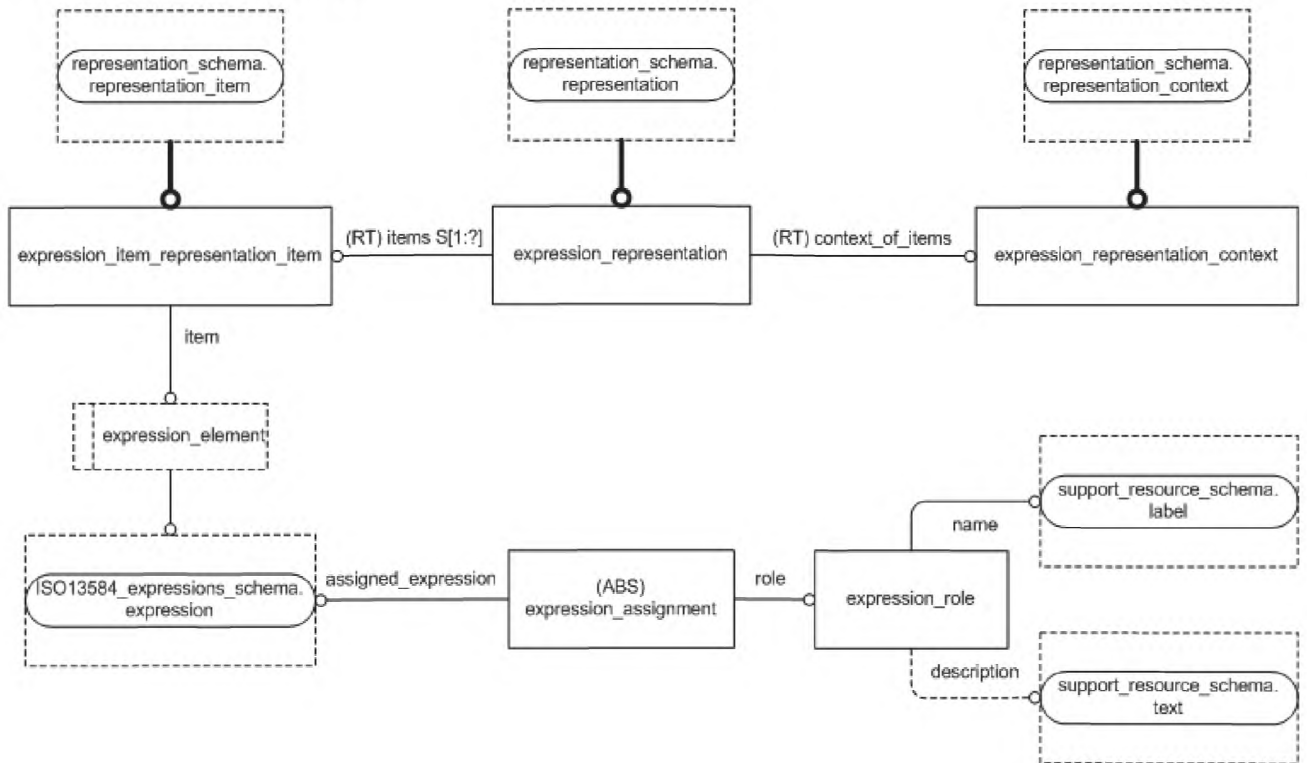 representation_schema.
representation_item
representation_schema.
representation
representation_schema.
representation_context
expression_item_representation_item
(RT) items S[1:?]
expression_representation
(RT) context_of_items
expression_representation_context
item
expression_element
support_resource_schema.
label
name
ISO13584_expressions_schema.
expression
assigned_expression
(ABS)
expression_assignment
role
expression_role
description
support_resource_schema.
text